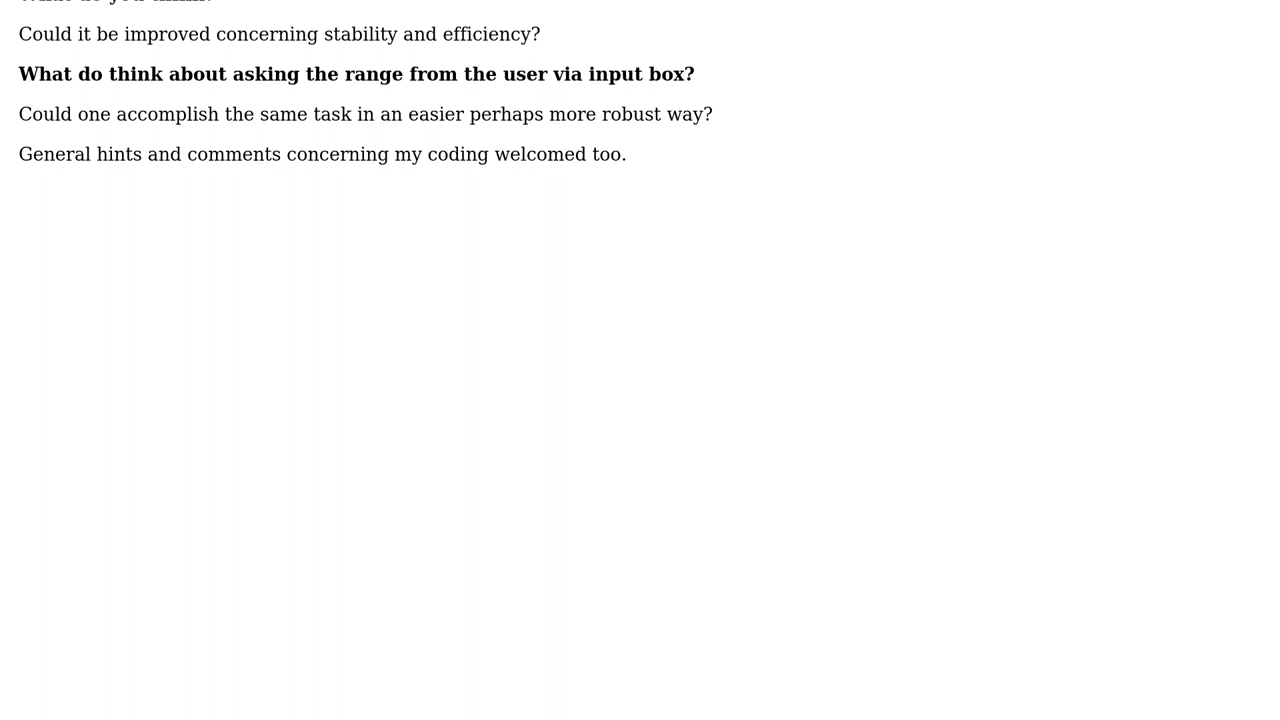 Could it be improved concerning stability and efficiency?
What do think about asking the range from the user via input box?
Could one accomplish the same task in an easier perhaps more robust way?
General hints and comments concerning my coding welcomed too.